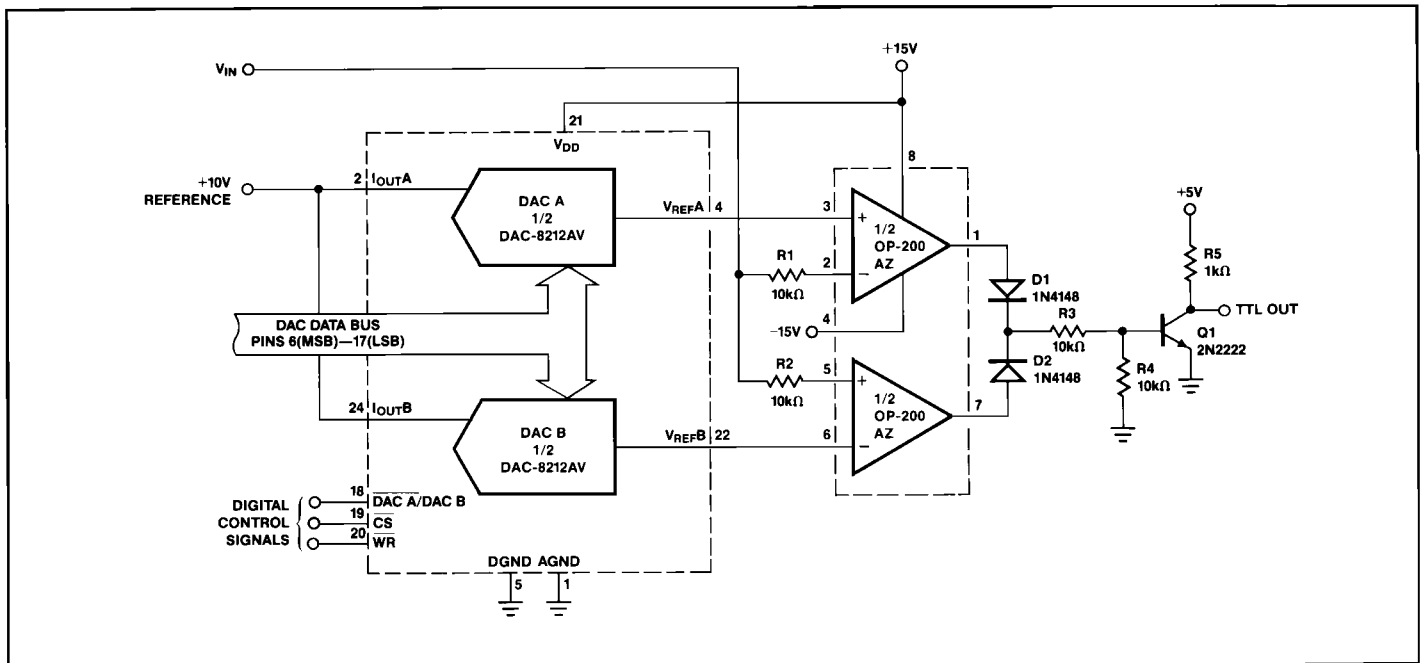 +15V
VIN
21
VDD
8
+10V
REFERENCE
2 IOUTA
DAC A
1/2
DAC-8212AV
VREFA 4
3
+
1/2
OP-200
AZ
1
+5V
R1
10kΩ
2
−
4
−15V
R5
1kΩ
D1
1N4148
TTL OUT
R3
10kΩ
Q1
2N2222
DAC DATA BUS
PINS 6(MSB)—17(LSB)
D2
1N4148
R4
10kΩ
R2
10kΩ
5
+
1/2
OP-200
AZ
7
24 IOUTB
DAC B
1/2
DAC-8212AV
VREFB 22
6
−
DIGITAL
CONTROL
SIGNALS
18 DAC A/DAC B
19 CS
20 WR
DGND AGND
5 1